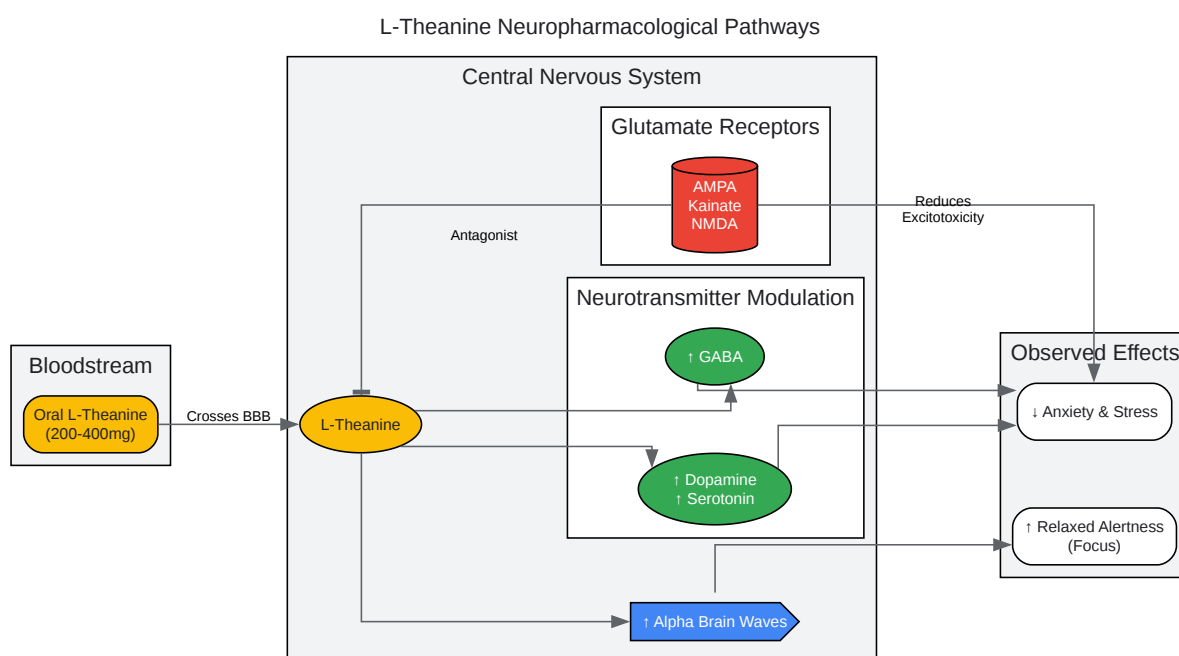 L-Theanine Neuropharmacological Pathways
Central Nervous System
Glutamate Receptors
AMPA
Kainate
NMDA
Antagonist
Reduces
Excitotoxicity
Neurotransmitter Modulation
↑ GABA
↑ Dopamine
↑ Serotonin
Bloodstream
Oral L-Theanine
(200-400mg)
Crosses BBB
L-Theanine
Observed Effects
↓ Anxiety & Stress
↑ Relaxed Alertness
(Focus)
↑ Alpha Brain Waves